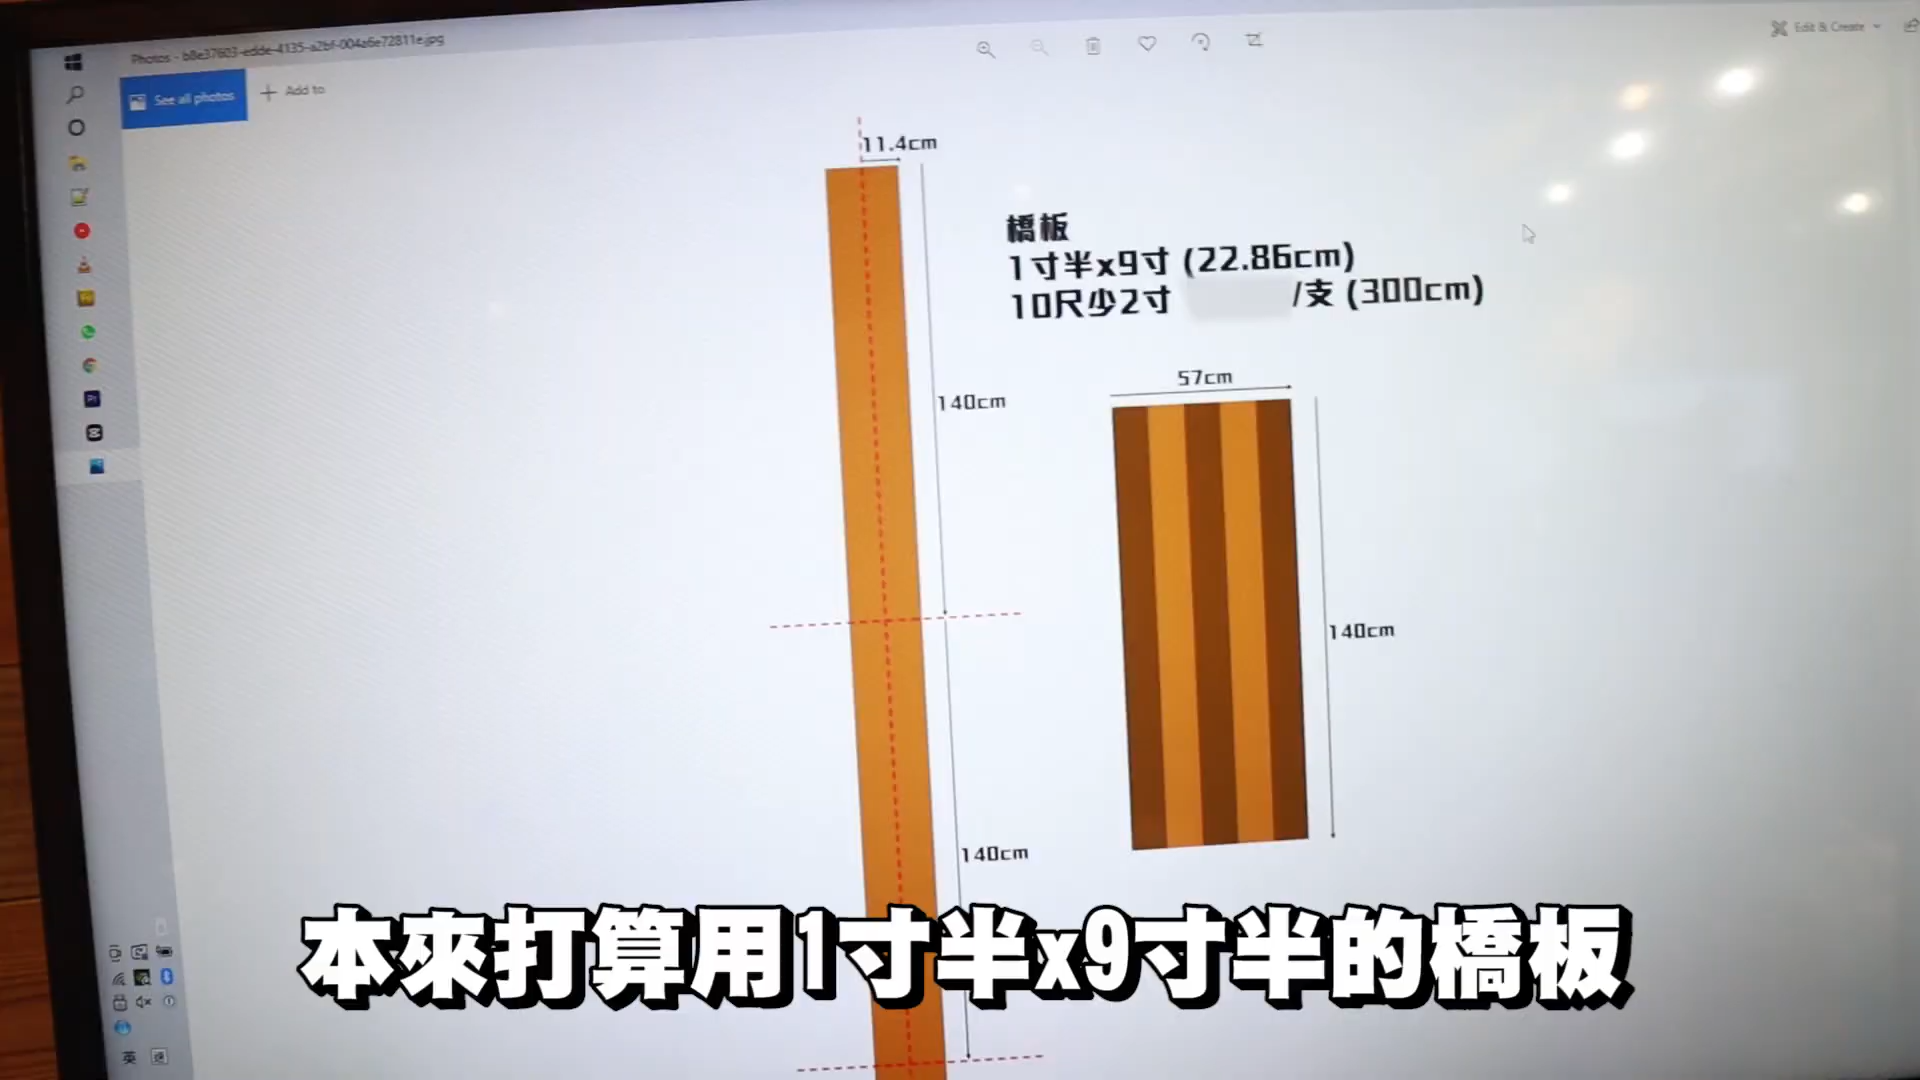 Photos - b8e37603-edde-4135-a2bf-004a6e72811e.jpg
Edit & Create
See all photos
Add to
11.4cm
橋板
1寸半x9寸 (22.86cm)
10尺少2寸 /支 (300cm)
57cm
140cm
140cm
140cm
本來打算用1寸半x9寸半的橋板
英